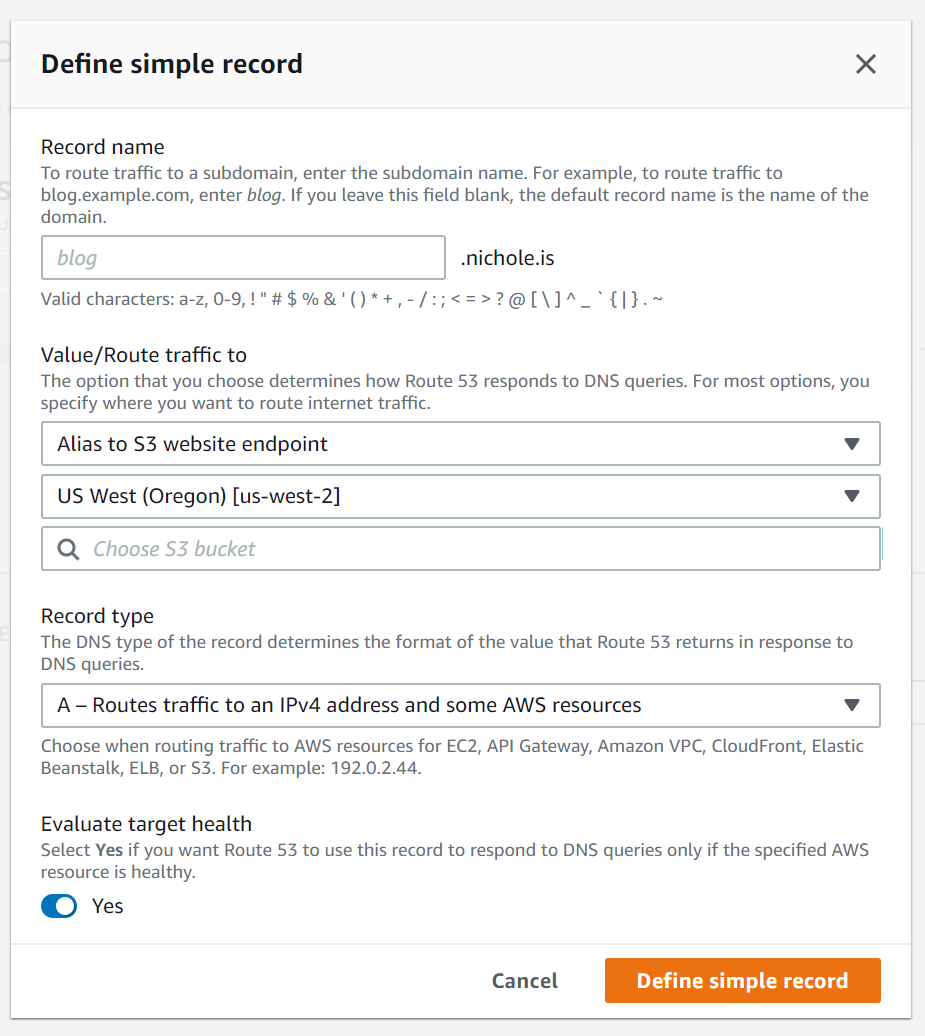 Define simple record
Record name
To route traffic to a subdomain, enter the subdomain name. For example, to route traffic to
blog.example.com, enter blog. If you leave this field blank, the default record name is the name of the
domain.
blog
.nichole.is
Valid characters: a-z, 0-9, ! " # $ % & ' ( ) * + , - / : ; < = > ? @ [ \ ] ^ _ ` { | } . ~
Value/Route traffic to
The option that you choose determines how Route 53 responds to DNS queries. For most options, you
specify where you want to route internet traffic.
Alias to S3 website endpoint
US West (Oregon) [us-west-2]
Choose S3 bucket
Record type
The DNS type of the record determines the format of the value that Route 53 returns in response to
DNS queries.
A – Routes traffic to an IPv4 address and some AWS resources
Choose when routing traffic to AWS resources for EC2, API Gateway, Amazon VPC, CloudFront, Elastic
Beanstalk, ELB, or S3. For example: 192.0.2.44.
Evaluate target health
Select Yes if you want Route 53 to use this record to respond to DNS queries only if the specified AWS
resource is healthy.
Yes
Cancel
Define simple record